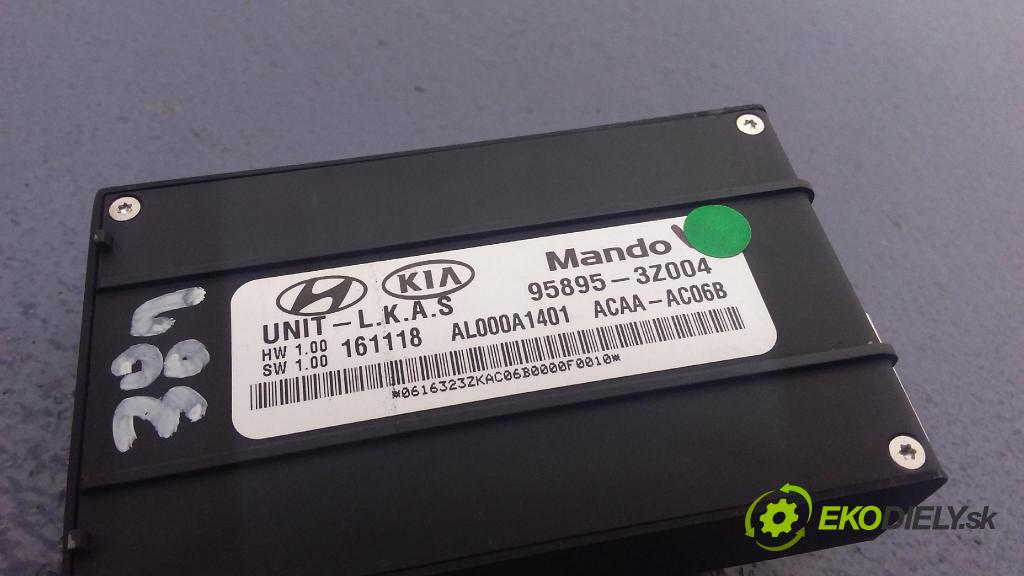 KIA
Mando
UNIT-L.K.A.S
95895-3Z004
HW 1.00
SW 1.00
161118
AL000A1401
ACAA-AC06B
*0616323ZKAC06B0000F0010*
EKODIELY.sk